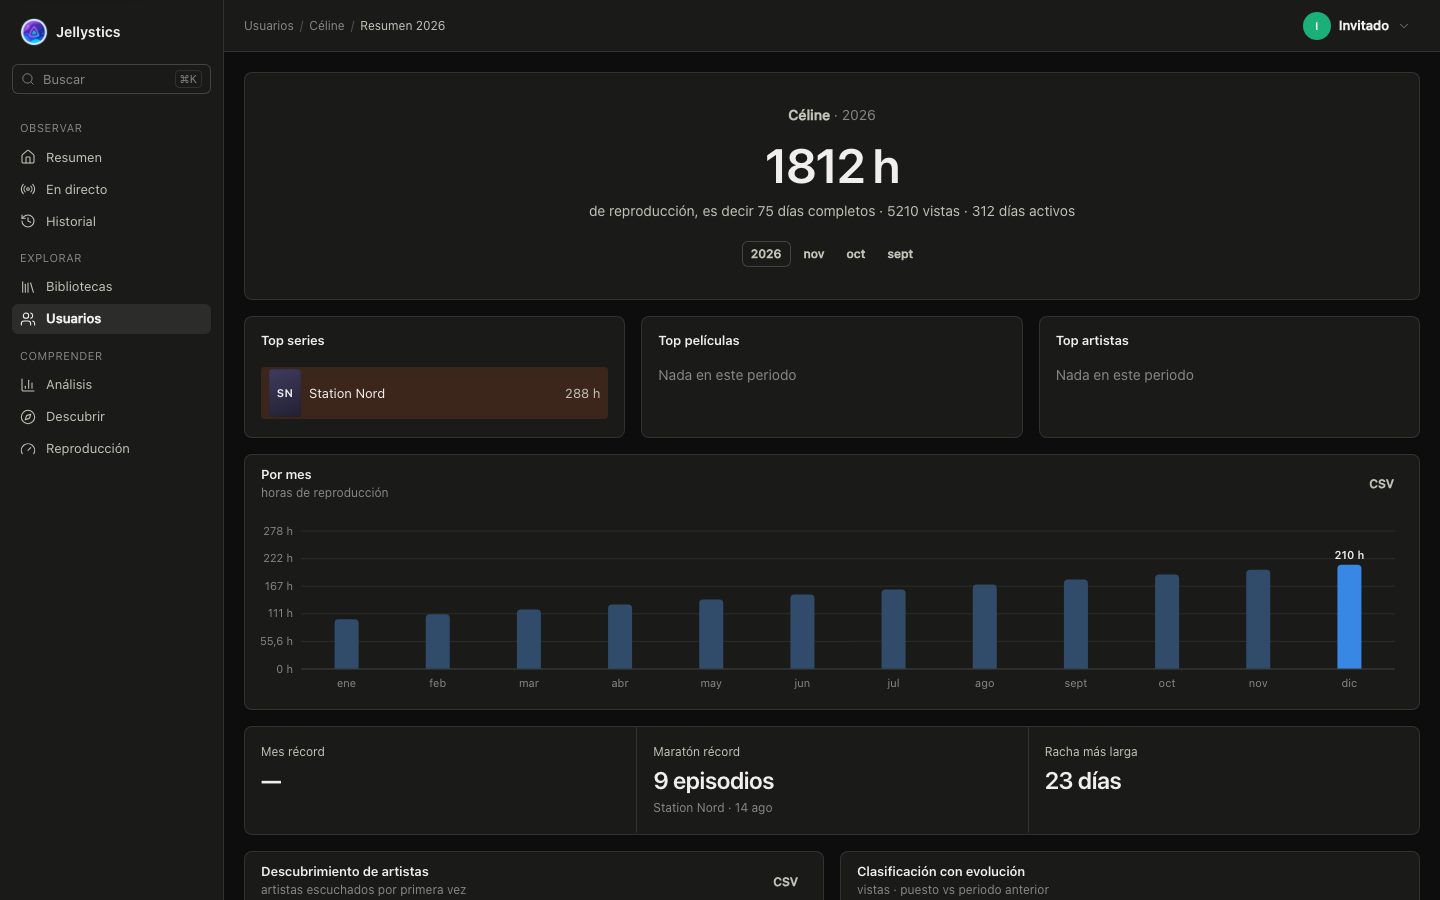 Jellystics
Buscar ⌘K
OBSERVAR
Resumen
En directo
Historial
EXPLORAR
Bibliotecas
Usuarios
COMPRENDER
Análisis
Descubrir
Reproducción
Usuarios / Céline / Resumen 2026
I Invitado
Céline · 2026
1812 h
de reproducción, es decir 75 días completos · 5210 vistas · 312 días activos
2026 nov oct sept
Top series
SN Station Nord 288 h
Top películas
Nada en este periodo
Top artistas
Nada en este periodo
Por mes
horas de reproducción
CSV
278 h
222 h
167 h
111 h
55,6 h
0 h
210 h
ene feb mar abr may jun jul ago sept oct nov dic
Mes récord
—
Maratón récord
9 episodios
Station Nord · 14 ago
Racha más larga
23 días
Descubrimiento de artistas
artistas escuchados por primera vez
CSV
Clasificación con evolución
vistas · puesto vs periodo anterior